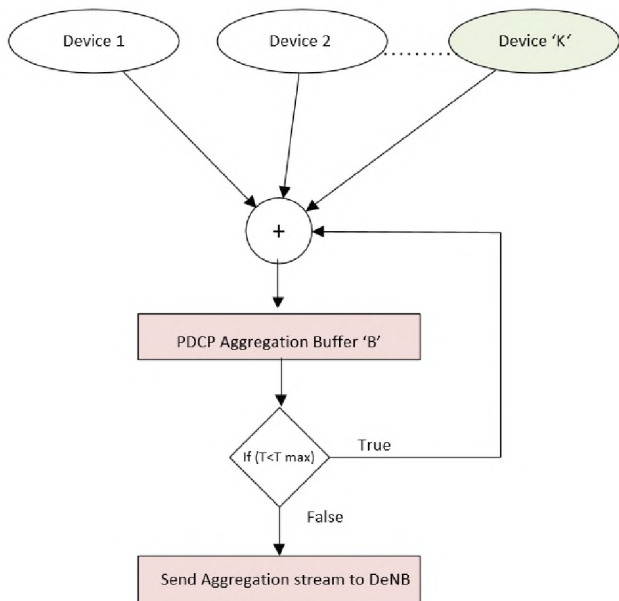 Device 1
Device 2
Device ‘K’
+
PDCP Aggregation Buffer ‘B’
If (T<T max)
True
False
Send Aggregation stream to DeNB